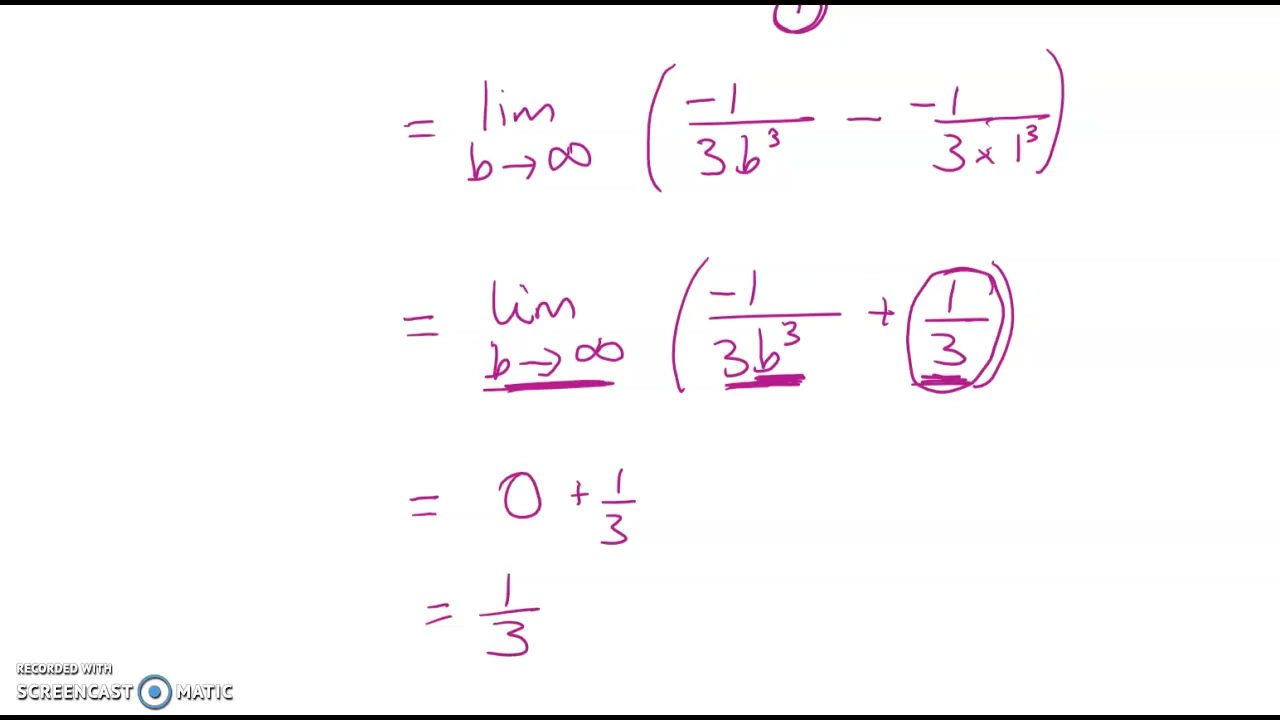 = lim b→∞ (-1/3b³ - -1/3×1³)
= lim b→∞ (-1/3b³ + 1/3)
= 0 + 1/3
= 1/3
RECORDED WITH
SCREENCAST MATIC